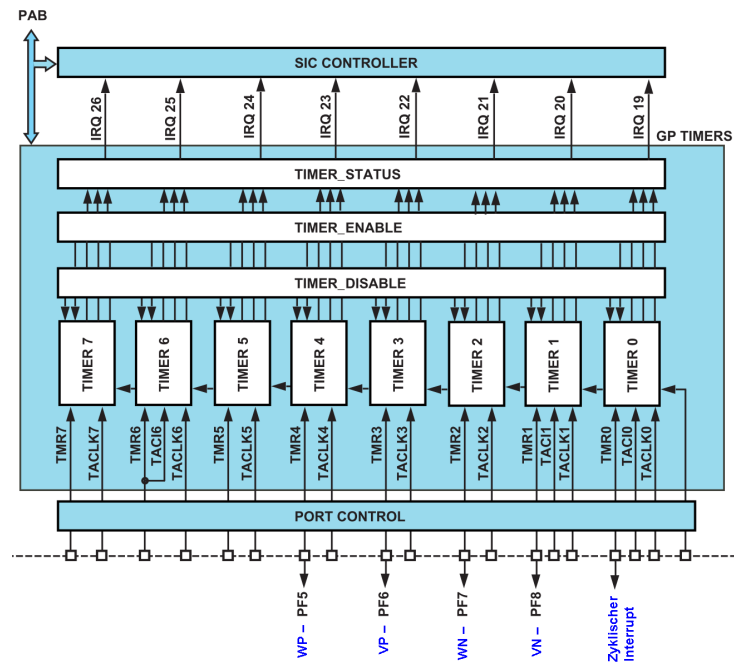 PAB
SIC CONTROLLER
IRQ 26
IRQ 25
IRQ 24
IRQ 23
IRQ 22
IRQ 21
IRQ 20
IRQ 19
GP TIMERS
TIMER_STATUS
TIMER_ENABLE
TIMER_DISABLE
TIMER 7
TIMER 6
TIMER 5
TIMER 4
TIMER 3
TIMER 2
TIMER 1
TIMER 0
TMR7
TACLK7
TMR6
TACI6
TACLK6
TMR5
TACLK5
TMR4
TACLK4
TMR3
TACLK3
TMR2
TACLK2
TMR1
TACI1
TACLK1
TMR0
TACI0
TACLK0
PORT CONTROL
WP – PF5
VP – PF6
WN – PF7
VN – PF8
Zyklischer
Interrupt